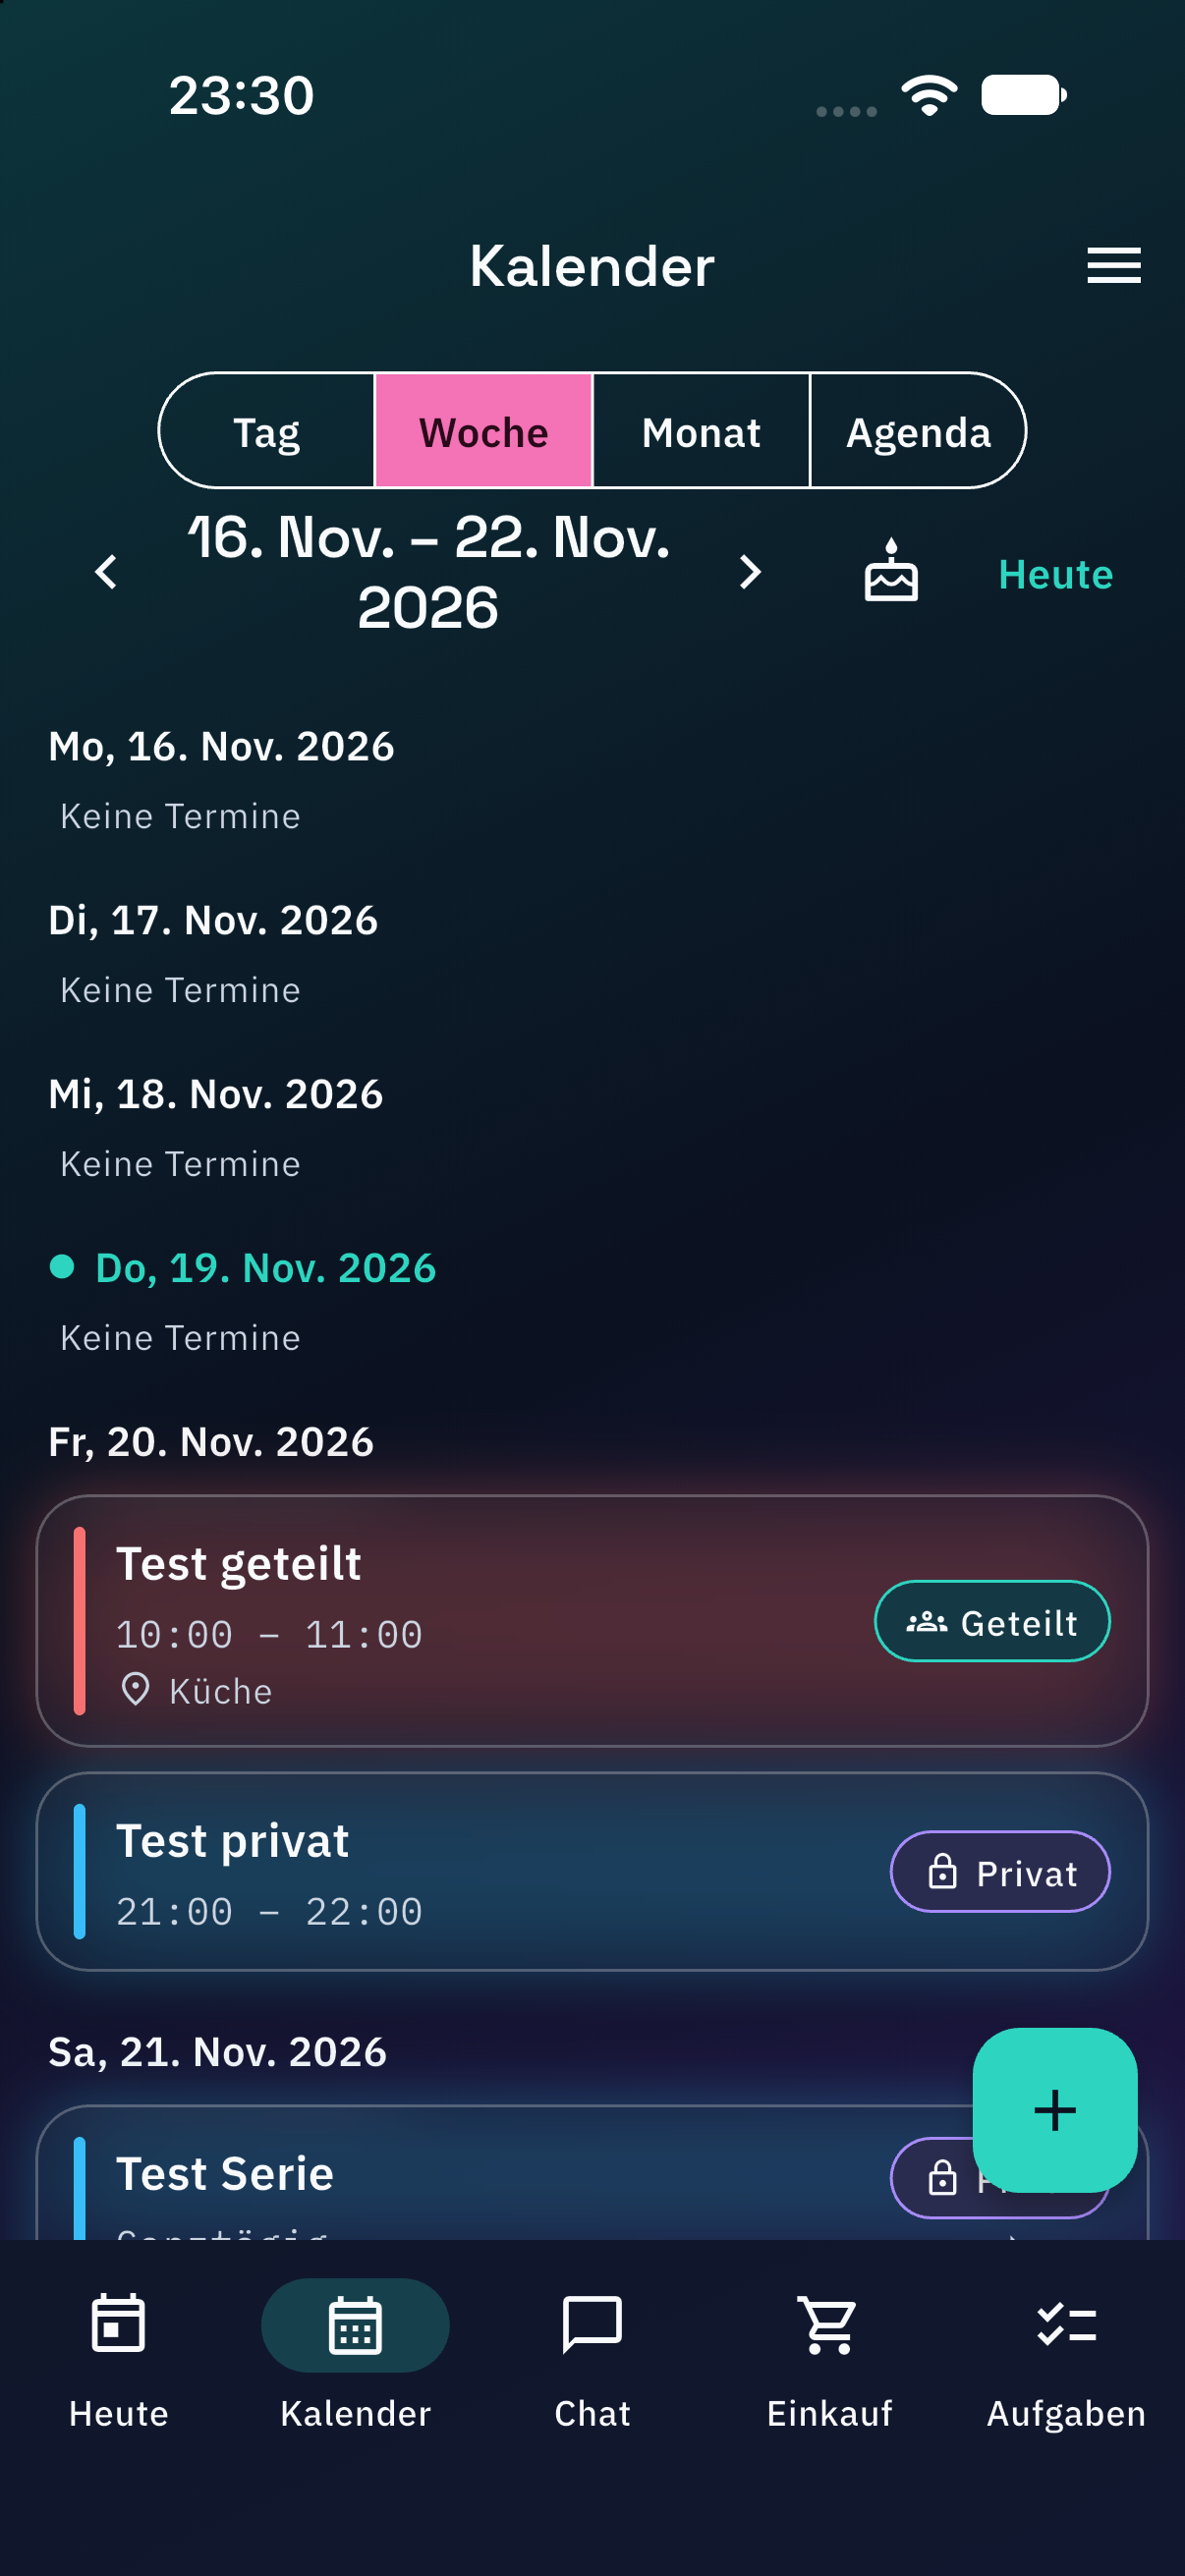 23:30
Kalender
Tag Woche Monat Agenda
16. Nov. – 22. Nov.
2026
Heute
Mo, 16. Nov. 2026
Keine Termine
Di, 17. Nov. 2026
Keine Termine
Mi, 18. Nov. 2026
Keine Termine
Do, 19. Nov. 2026
Keine Termine
Fr, 20. Nov. 2026
Test geteilt
10:00 – 11:00
Küche
Geteilt
Test privat
21:00 – 22:00
Privat
Sa, 21. Nov. 2026
Test Serie
Ganztägig
Heute Kalender Chat Einkauf Aufgaben